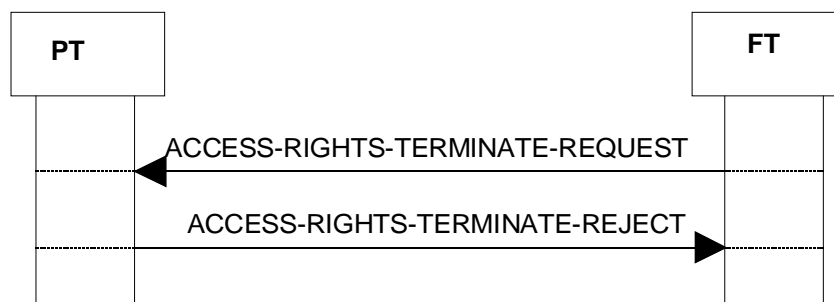 PT
FT
ACCESS-RIGHTS-TERMINATE-REQUEST
ACCESS-RIGHTS-TERMINATE-REJECT